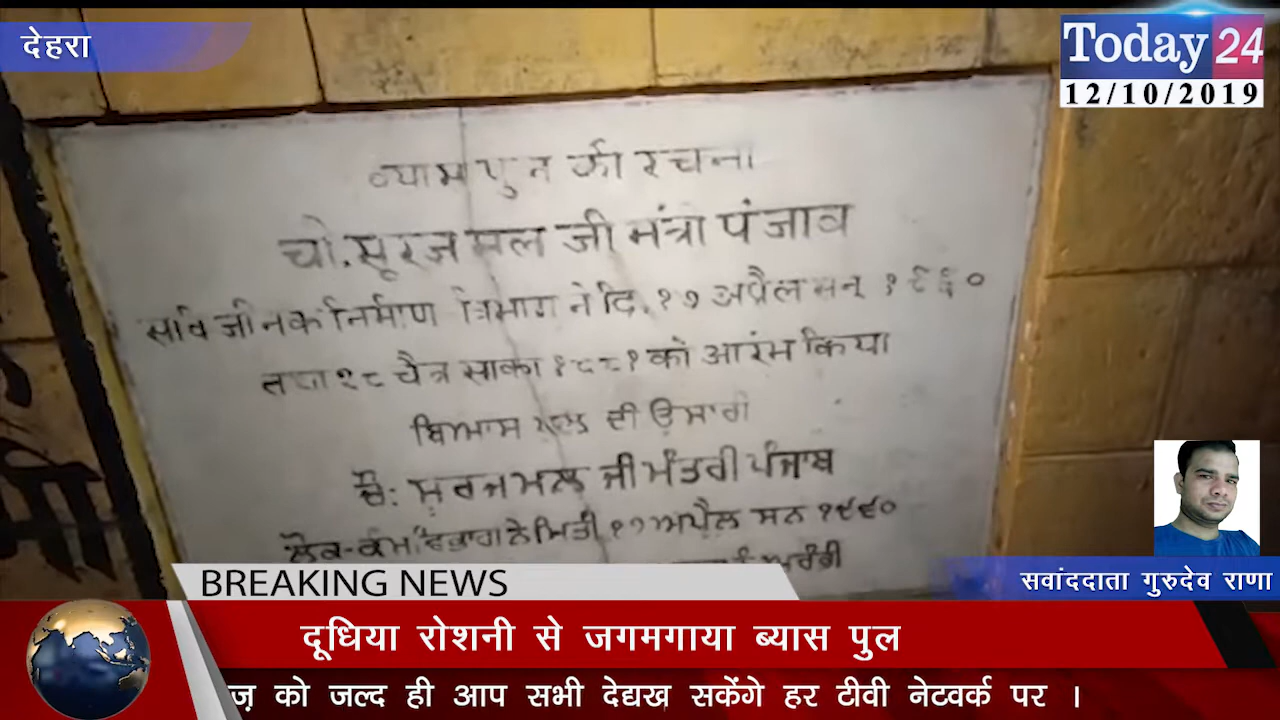 देहरा
Today 24
12/10/2019
व्यास पुल की रचना
चो. सूरज मल जी मंत्री पंजाब
सार्वजनिक निर्माण विभाग ने दि. १७ अप्रैल सन् १९६०
तथा २८ चैत्र साका १८८१ को आरंभ किया
ਬਿਆਸ ਪੁਲ ਦੀ ਉਸਾਰੀ
ਚੌ: ਸੂਰਜ ਮਲ ਜੀ ਮੰਤਰੀ ਪੰਜਾਬ
ਲੋਕ-ਕੰਮ ਵਿਭਾਗ ਨੇ ਮਿਤੀ ੧੭ ਅਪ੍ਰੈਲ ਸਨ ੧੯੬੦
BREAKING NEWS
सवांददाता गुरुदेव राणा
दूधिया रोशनी से जगमगाया ब्यास पुल
ज़ को जल्द ही आप सभी देद्यख सकेंगे हर टीवी नेटवर्क पर ।